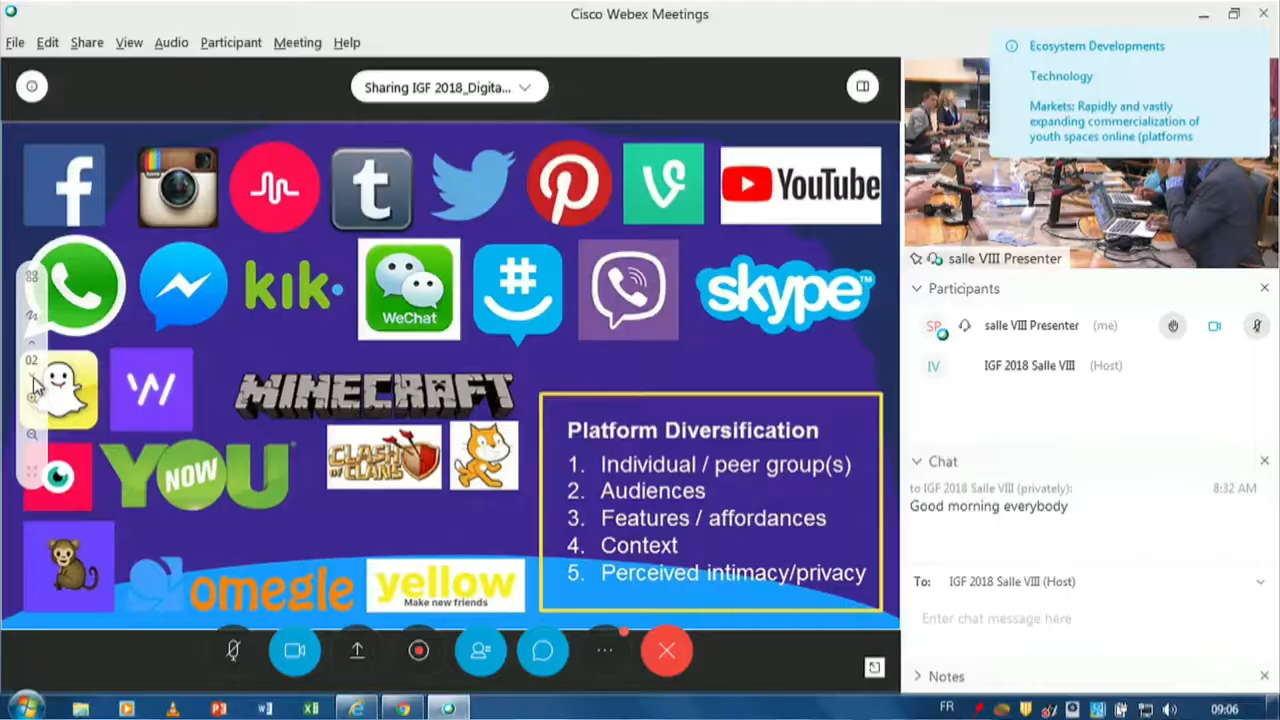 Cisco Webex Meetings
File Edit Share View Audio Participant Meeting Help
Ecosystem Developments
Technology
Markets: Rapidly and vastly
expanding commercialization of
youth spaces online (platforms
Sharing IGF 2018_Digita...
f
t
YouTube
kik
WeChat
#
skype
02
MINECRAFT
CLASH OF CLANS
YOU NOW
omegle
yellow
Make new friends
Platform Diversification
1. Individual / peer group(s)
2. Audiences
3. Features / affordances
4. Context
5. Perceived intimacy/privacy
salle VIII Presenter
Participants
SP salle VIII Presenter (me)
IV IGF 2018 Salle VIII (Host)
Chat
to IGF 2018 Salle VIII (privately): 8:32 AM
Good morning everybody
To: IGF 2018 Salle VIII (Host)
Enter chat message here
Notes
FR 09:06